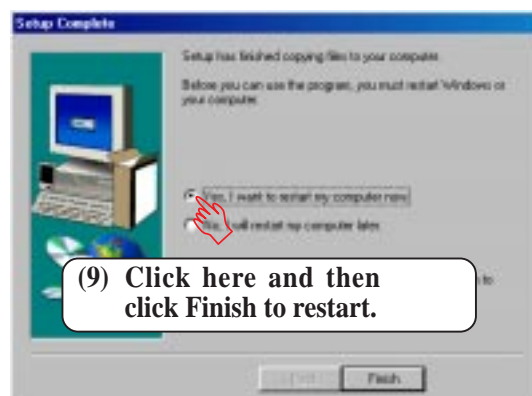 Setup Complete
Setup has finished copying files to your computer.
Before you can use the program, you must restart Windows or
your computer.
Yes, I want to restart my computer now.
No, I will restart my computer later.
(9) Click here and then
click Finish to restart.
to
Finish